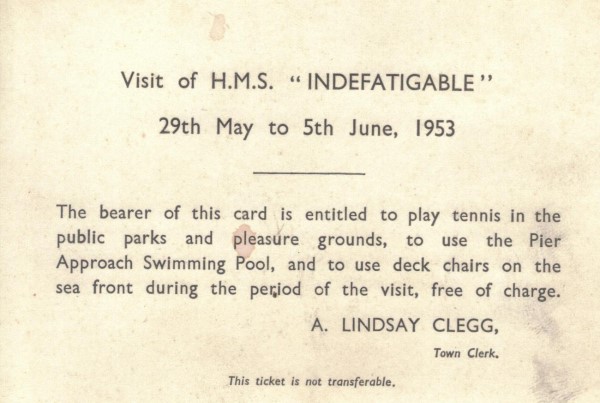 Visit of H.M.S. “INDEFATIGABLE”
29th May to 5th June, 1953
The bearer of this card is entitled to play tennis in the
public parks and pleasure grounds, to use the Pier
Approach Swimming Pool, and to use deck chairs on the
sea front during the period of the visit, free of charge.
A. LINDSAY CLEGG,
Town Clerk.
This ticket is not transferable.